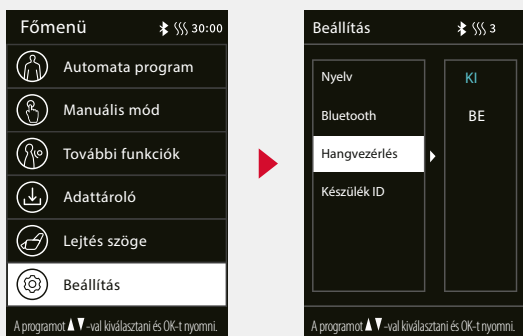 Főmenü 30:00
Automata program
Manuális mód
További funkciók
Adattároló
Lejtés szöge
Beállítás
A programot ▲▼-val kiválasztani és OK-t nyomni.
Beállítás 3
Nyelv
Bluetooth
Hangvezérlés
Készülék ID
KI
BE
A programot ▲▼-val kiválasztani és OK-t nyomni.